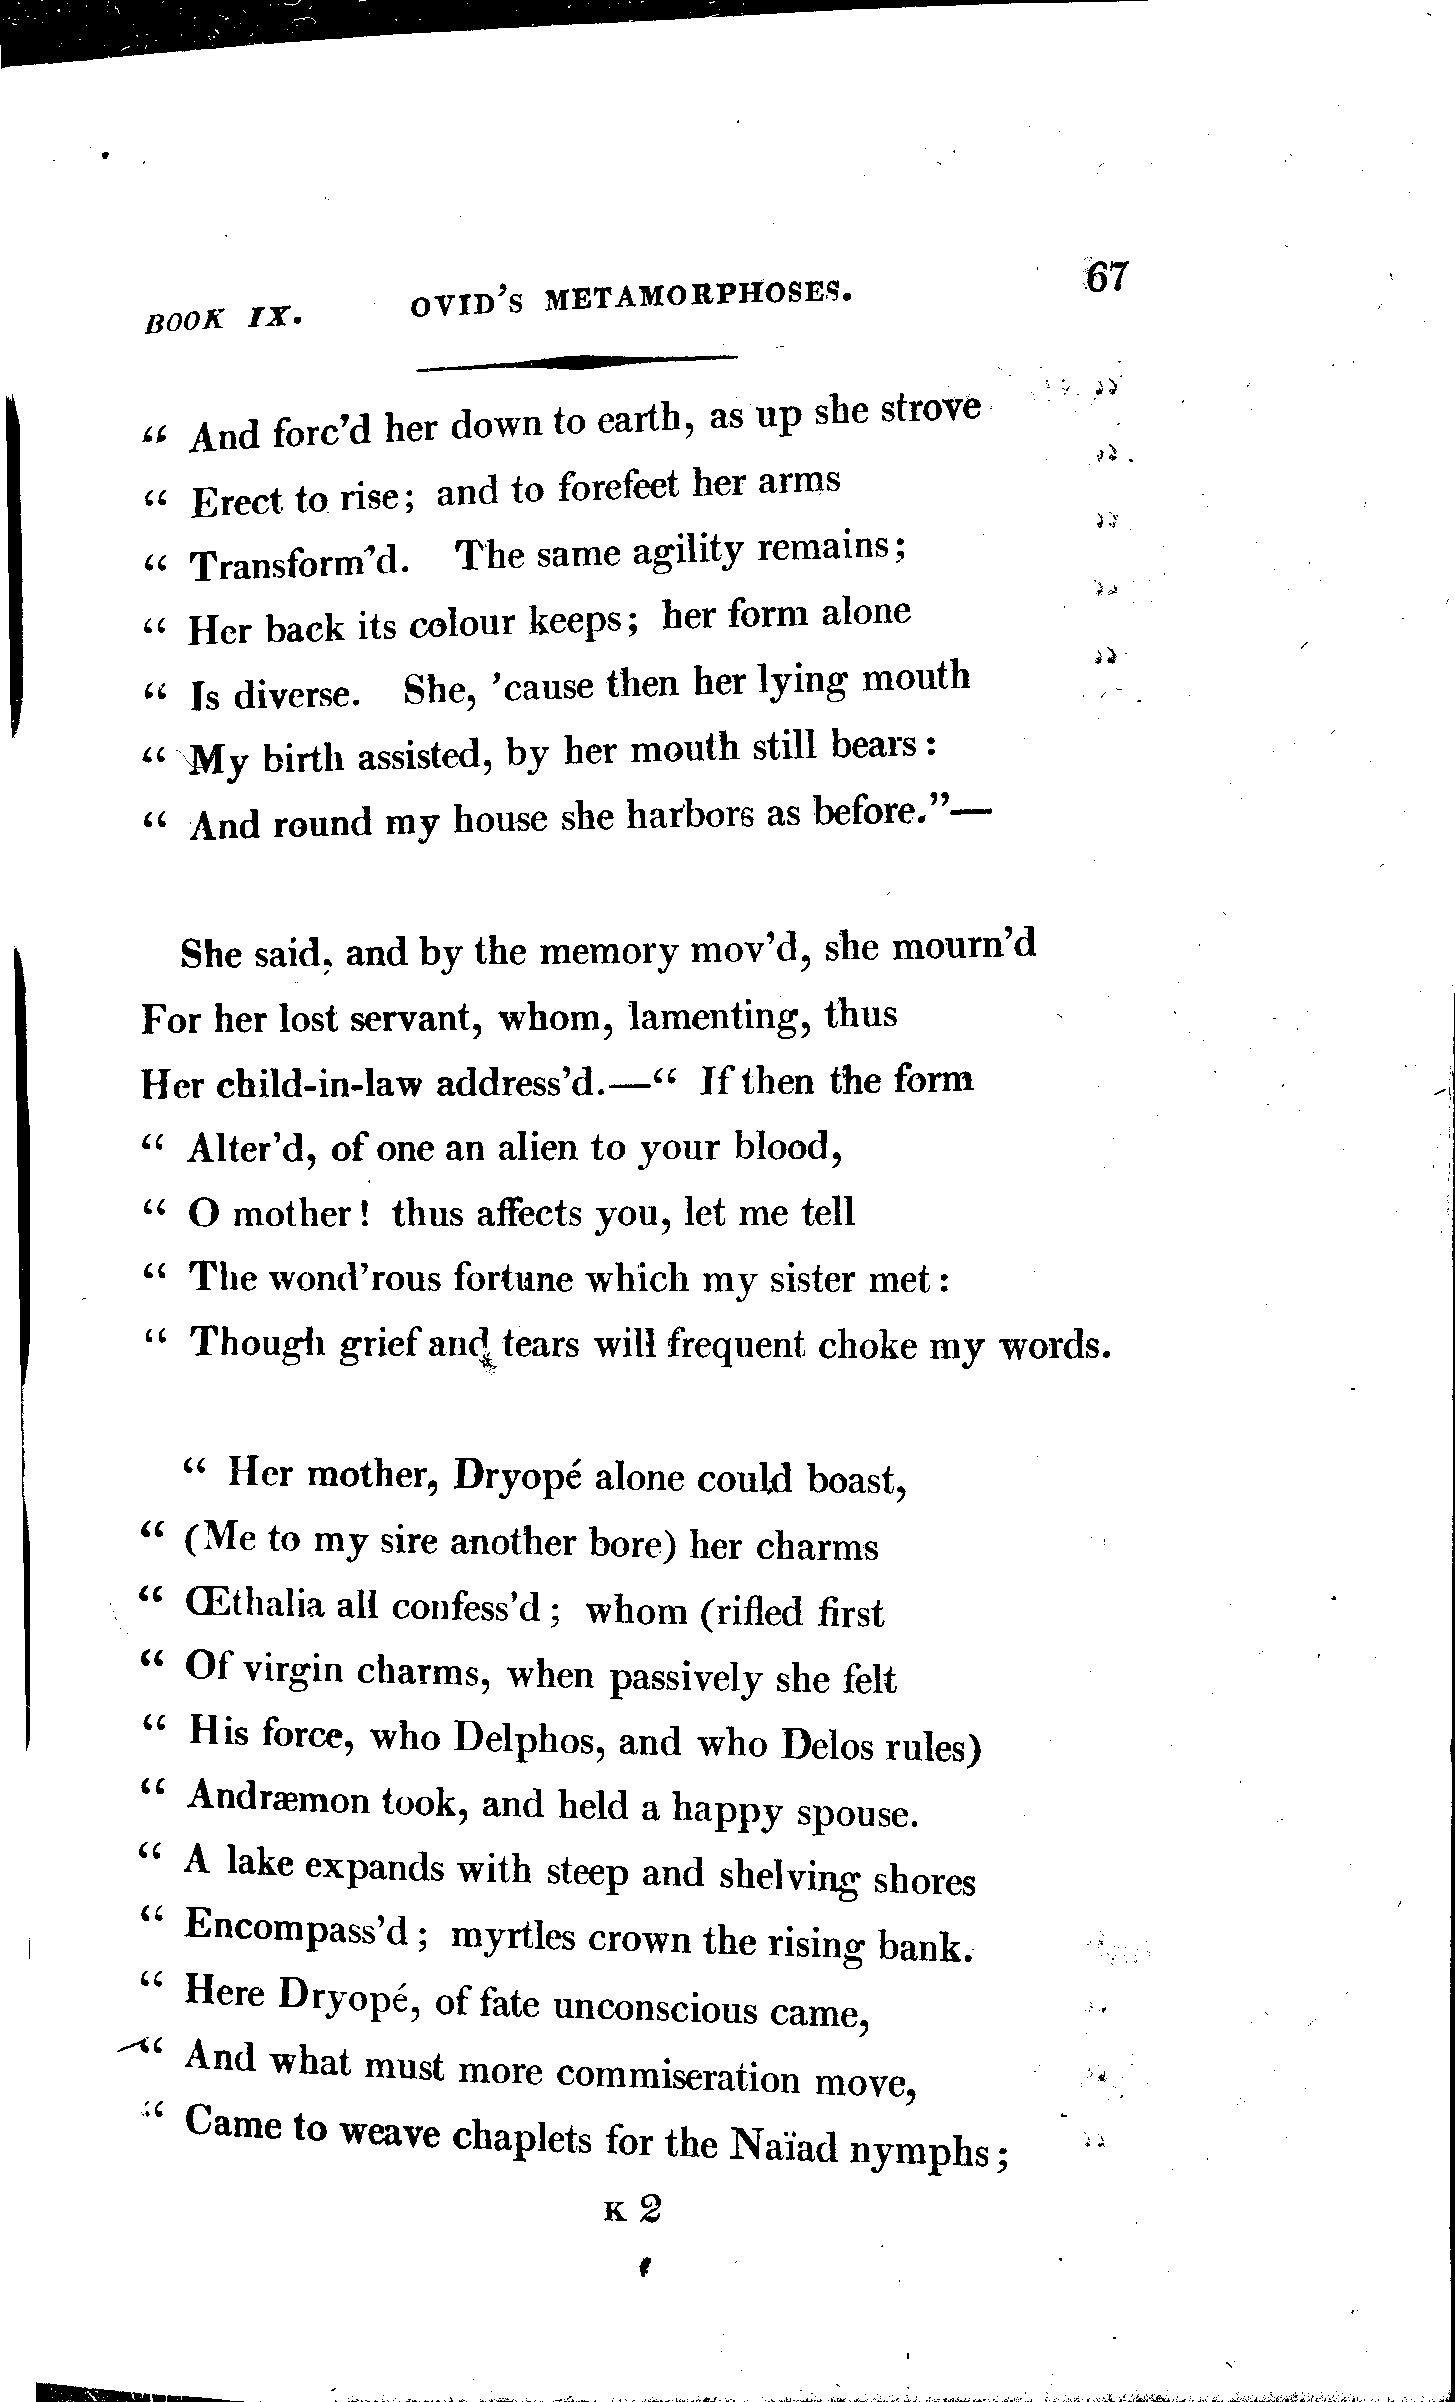 BOOK IX. OVID'S METAMORPHOSES. 67
“ And forc'd her down to earth, as up she strove
“ Erect to rise; and to forefeet her arms
“ Transform'd. The same agility remains;
“ Her back its colour keeps; her form alone
“ Is diverse. She, 'cause then her lying mouth
“ My birth assisted, by her mouth still bears:
“ And round my house she harbors as before.”—
She said, and by the memory mov'd, she mourn'd
For her lost servant, whom, lamenting, thus
Her child-in-law address'd.—“ If then the form
“ Alter'd, of one an alien to your blood,
“ O mother! thus affects you, let me tell
“ The wond'rous fortune which my sister met:
“ Though grief and tears will frequent choke my words.
“ Her mother, Dryopé alone could boast,
“ (Me to my sire another bore) her charms
“ Œthalia all confess'd; whom (rifled first
“ Of virgin charms, when passively she felt
“ His force, who Delphos, and who Delos rules)
“ Andræmon took, and held a happy spouse.
“ A lake expands with steep and shelving shores
“ Encompass'd; myrtles crown the rising bank.
“ Here Dryopé, of fate unconscious came,
“ And what must more commiseration move,
“ Came to weave chaplets for the Naïad nymphs;
K 2